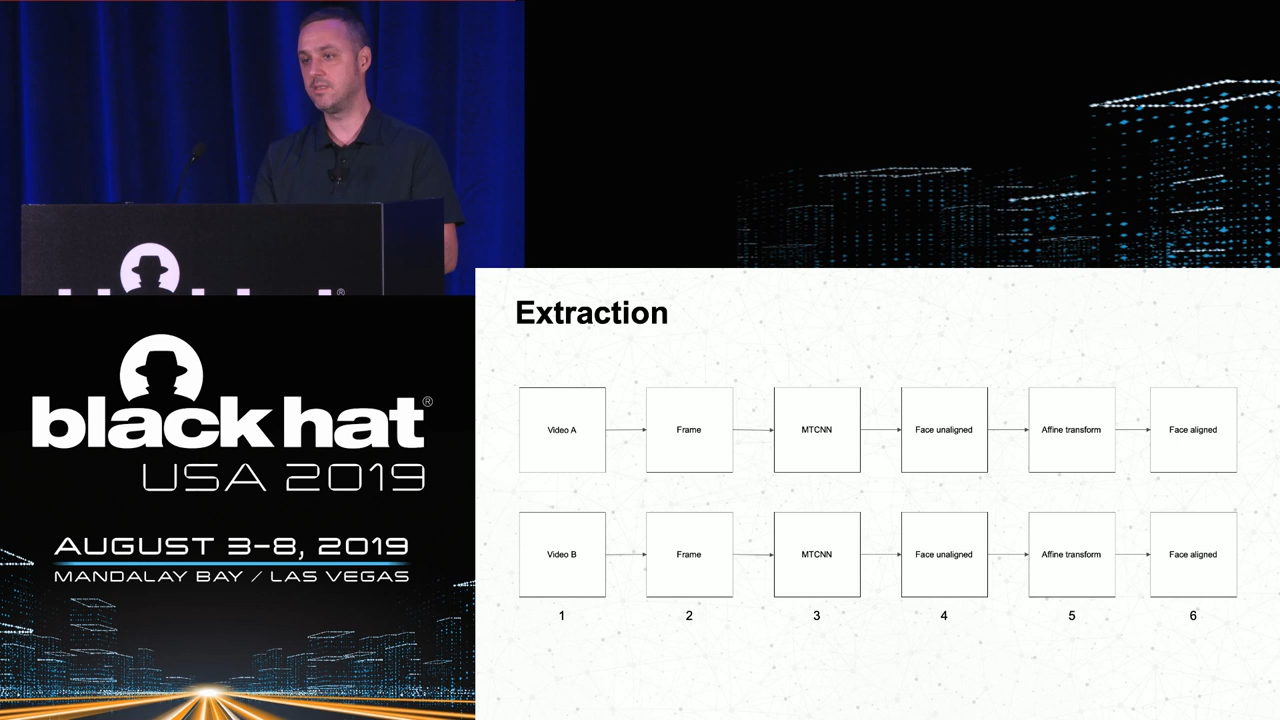 black hat®
USA 2019
AUGUST 3-8, 2019
MANDALAY BAY / LAS VEGAS
Extraction
Video A
Frame
MTCNN
Face unaligned
Affine transform
Face aligned
Video B
Frame
MTCNN
Face unaligned
Affine transform
Face aligned
1
2
3
4
5
6